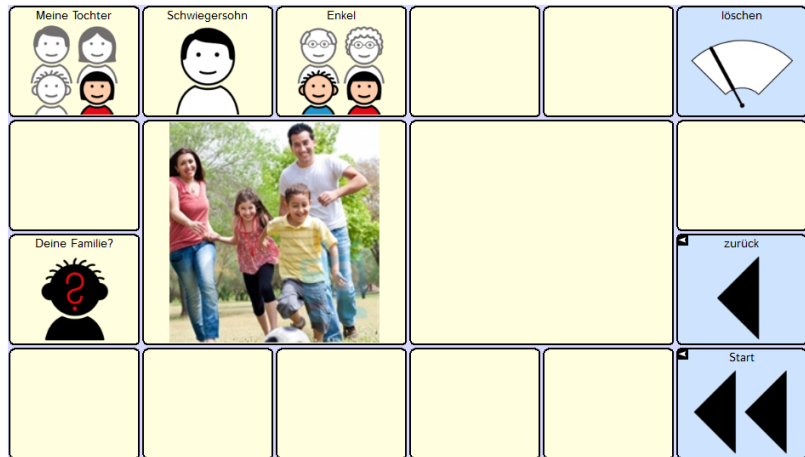 Meine Tochter
Schwiegersohn
Enkel
löschen
Deine Familie?
zurück
Start